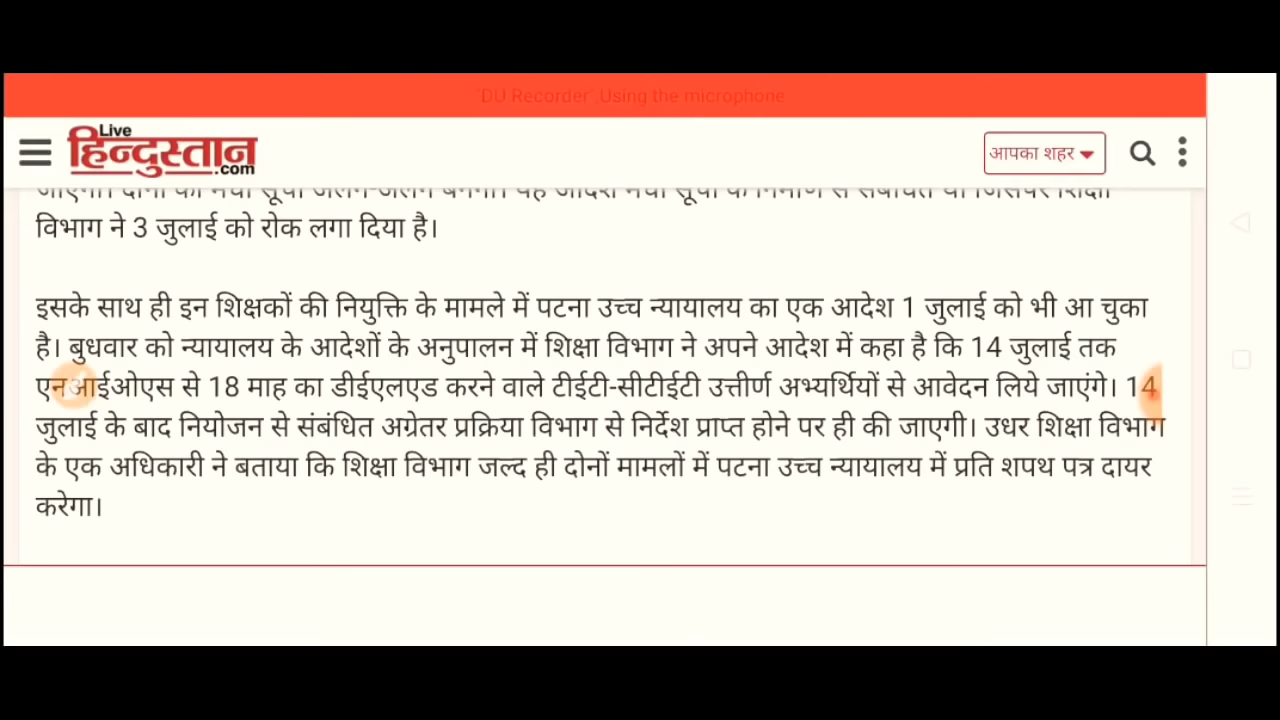 "DU Recorder",Using the microphone
Live
हिन्दुस्तान
.com
आपका शहर
विभाग ने 3 जुलाई को रोक लगा दिया है।
इसके साथ ही इन शिक्षकों की नियुक्ति के मामले में पटना उच्च न्यायालय का एक आदेश 1 जुलाई को भी आ चुका
है। बुधवार को न्यायालय के आदेशों के अनुपालन में शिक्षा विभाग ने अपने आदेश में कहा है कि 14 जुलाई तक
एनआईओएस से 18 माह का डीईएलएड करने वाले टीईटी-सीटीईटी उत्तीर्ण अभ्यर्थियों से आवेदन लिये जाएंगे। 14
जुलाई के बाद नियोजन से संबंधित अग्रेतर प्रक्रिया विभाग से निर्देश प्राप्त होने पर ही की जाएगी। उधर शिक्षा विभाग
के एक अधिकारी ने बताया कि शिक्षा विभाग जल्द ही दोनों मामलों में पटना उच्च न्यायालय में प्रति शपथ पत्र दायर
करेगा।